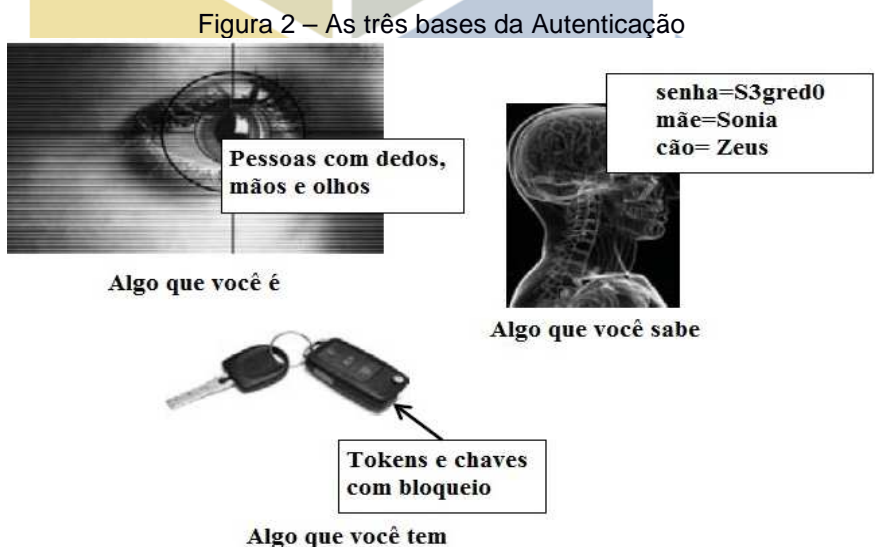 Figura 2 – As três bases da Autenticação
Pessoas com dedos,
mãos e olhos
Algo que você é
senha=S3gred0
mãe=Sonia
cão= Zeus
Algo que você sabe
Tokens e chaves
com bloqueio
Algo que você tem